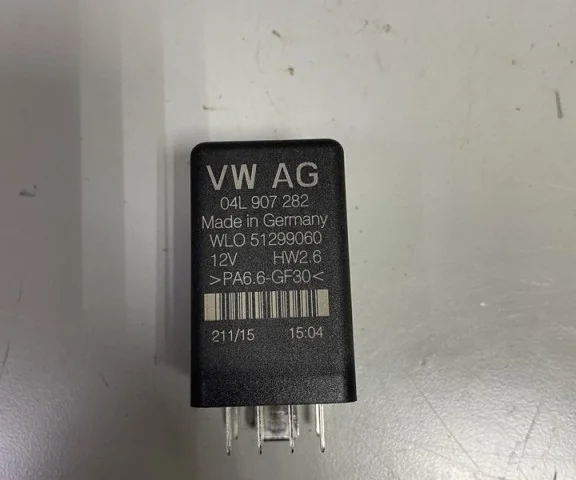 VW AG
04L 907 282
Made in Germany
WLO 51299060
12V HW2.6
>PA6.6-GF30<
211/15 15:04